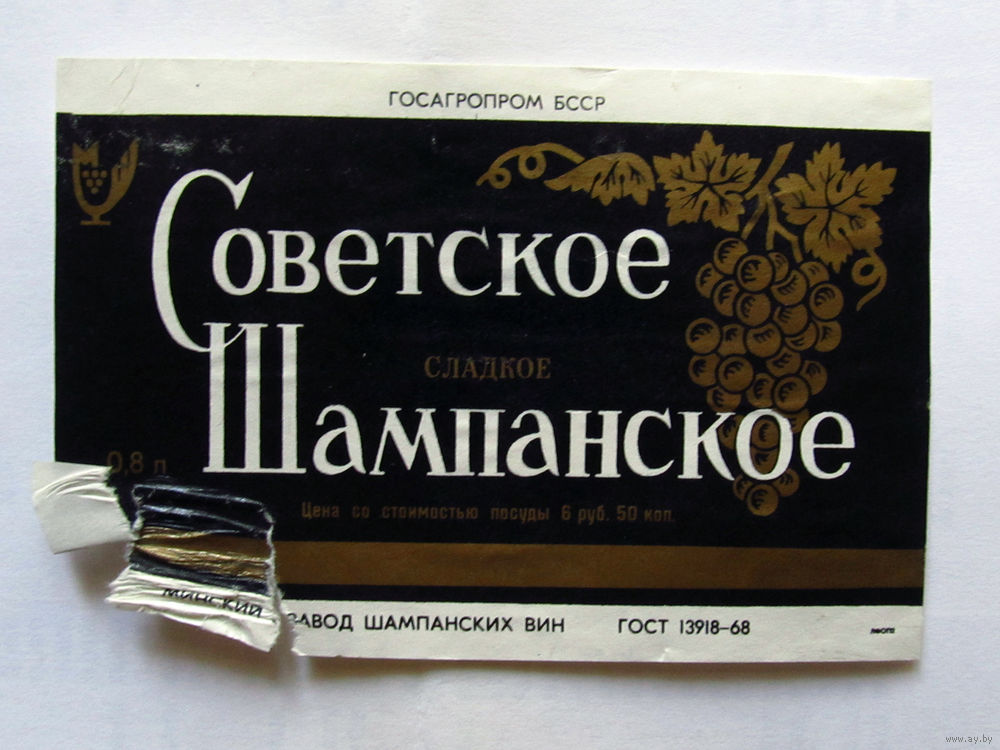 ГОСАГРОПРОМ БССР
Советское
СЛАДКОЕ
Шампанское
0,8 л
Цена со стоимостью посуды 6 руб. 50 коп.
МИНСКИЙ ЗАВОД ШАМПАНСКИХ ВИН ГОСТ 13918–68
www.ay.by